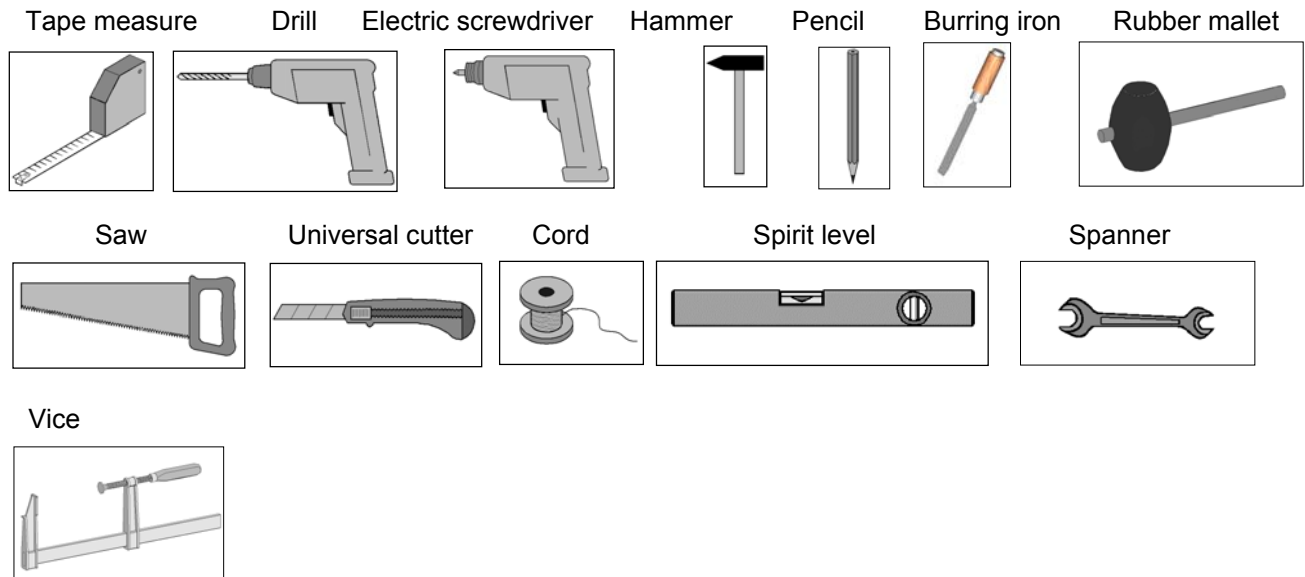 Tape measure Drill Electric screwdriver Hammer Pencil Burring iron Rubber mallet
Saw Universal cutter Cord Spirit level Spanner
Vice